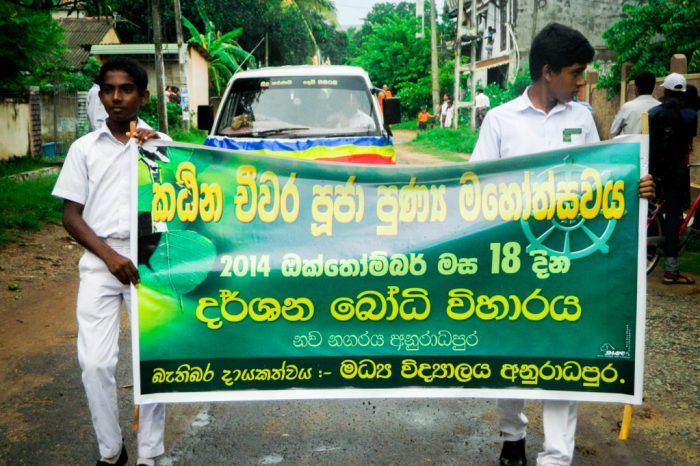 කඨින චීවර පූජා පුණ්‍ය මහෝත්සවය
2014 ඔක්තෝම්බර් මස 18 දින
දර්ශන බෝධි විහාරය
නව නගරය අනුරාධපුර
බැතිබර දායකත්වය :- මධ්‍ය විද්‍යාලය අනුරාධපුර.